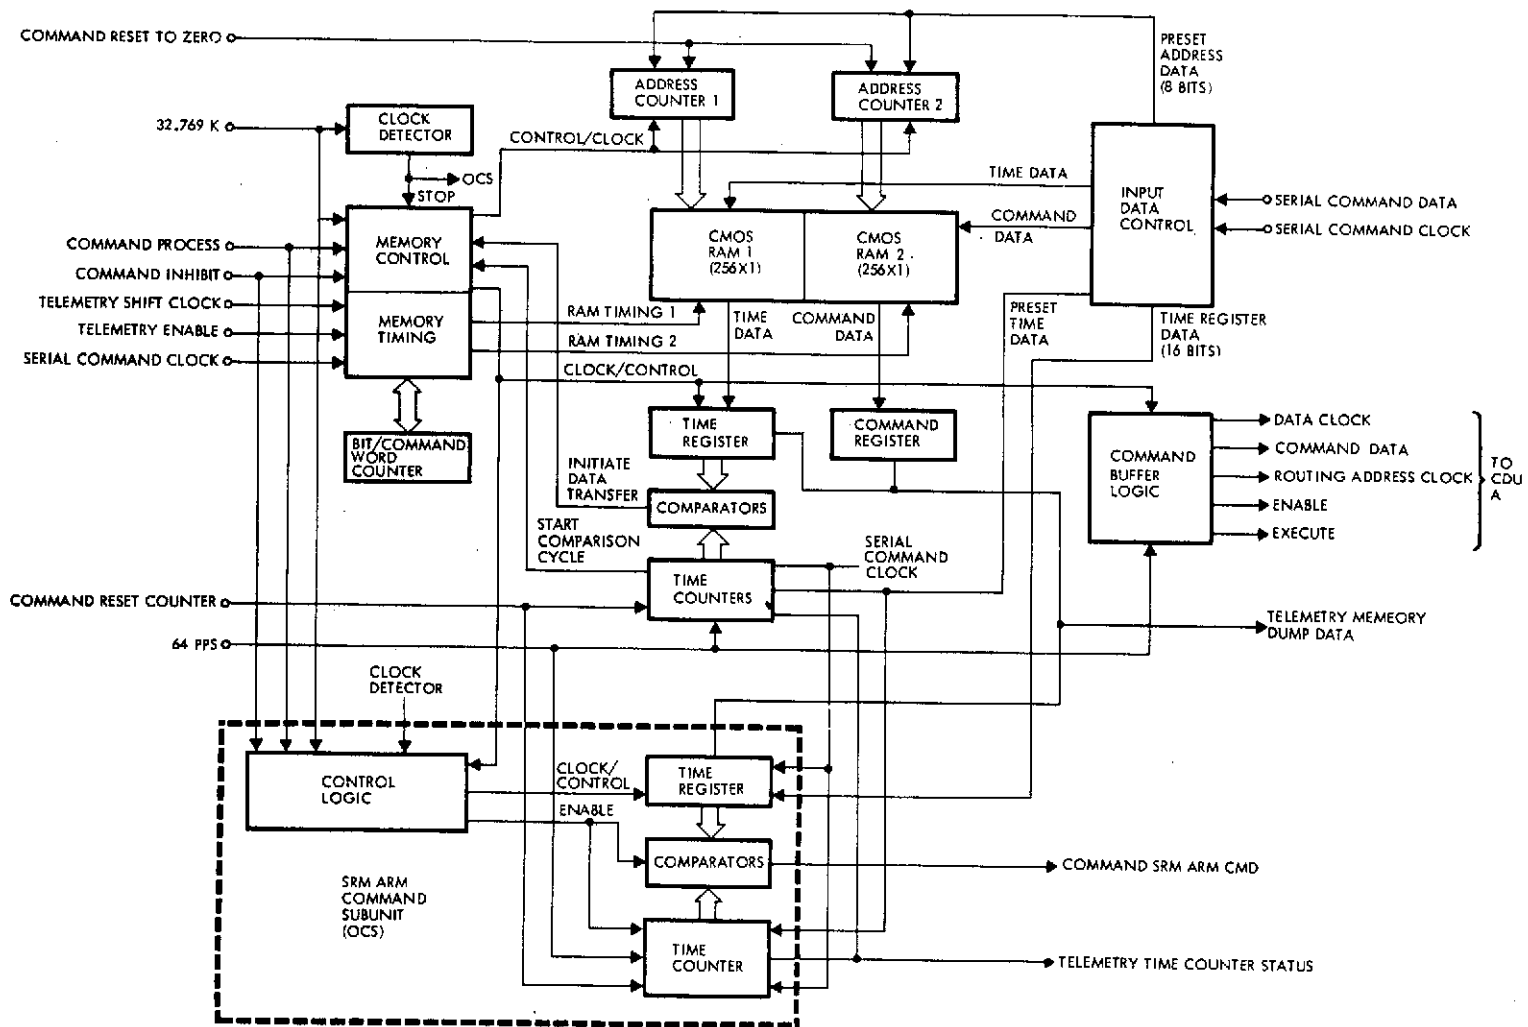 COMMAND RESET TO ZERO
PRESET
ADDRESS
DATA
(8 BITS)
ADDRESS
COUNTER 1
ADDRESS
COUNTER 2
32.769 K
CLOCK
DETECTOR
CONTROL/CLOCK
OCS
STOP
TIME DATA
INPUT
DATA
CONTROL
SERIAL COMMAND DATA
SERIAL COMMAND CLOCK
COMMAND
DATA
COMMAND PROCESS
COMMAND INHIBIT
TELEMETRY SHIFT CLOCK
TELEMETRY ENABLE
SERIAL COMMAND CLOCK
MEMORY
CONTROL
MEMORY
TIMING
CMOS
RAM 1
(256X1)
CMOS
RAM 2
(256X1)
RAM TIMING 1
RAM TIMING 2
TIME
DATA
COMMAND
DATA
PRESET
TIME
DATA
TIME REGISTER
DATA
(16 BITS)
CLOCK/CONTROL
BIT/COMMAND
WORD
COUNTER
TIME
REGISTER
COMMAND
REGISTER
COMMAND
BUFFER
LOGIC
DATA CLOCK
COMMAND DATA
ROUTING ADDRESS CLOCK
ENABLE
EXECUTE
TO
CDU
A
INITIATE
DATA
TRANSFER
COMPARATORS
START
COMPARISON
CYCLE
SERIAL
COMMAND
CLOCK
TIME
COUNTERS
COMMAND RESET COUNTER
TELEMETRY MEMEORY
DUMP DATA
64 PPS
CLOCK
DETECTOR
CONTROL
LOGIC
CLOCK/
CONTROL
ENABLE
TIME
REGISTER
COMPARATORS
COMMAND SRM ARM CMD
SRM ARM
COMMAND
SUBUNIT
(OCS)
TIME
COUNTER
TELEMETRY TIME COUNTER STATUS